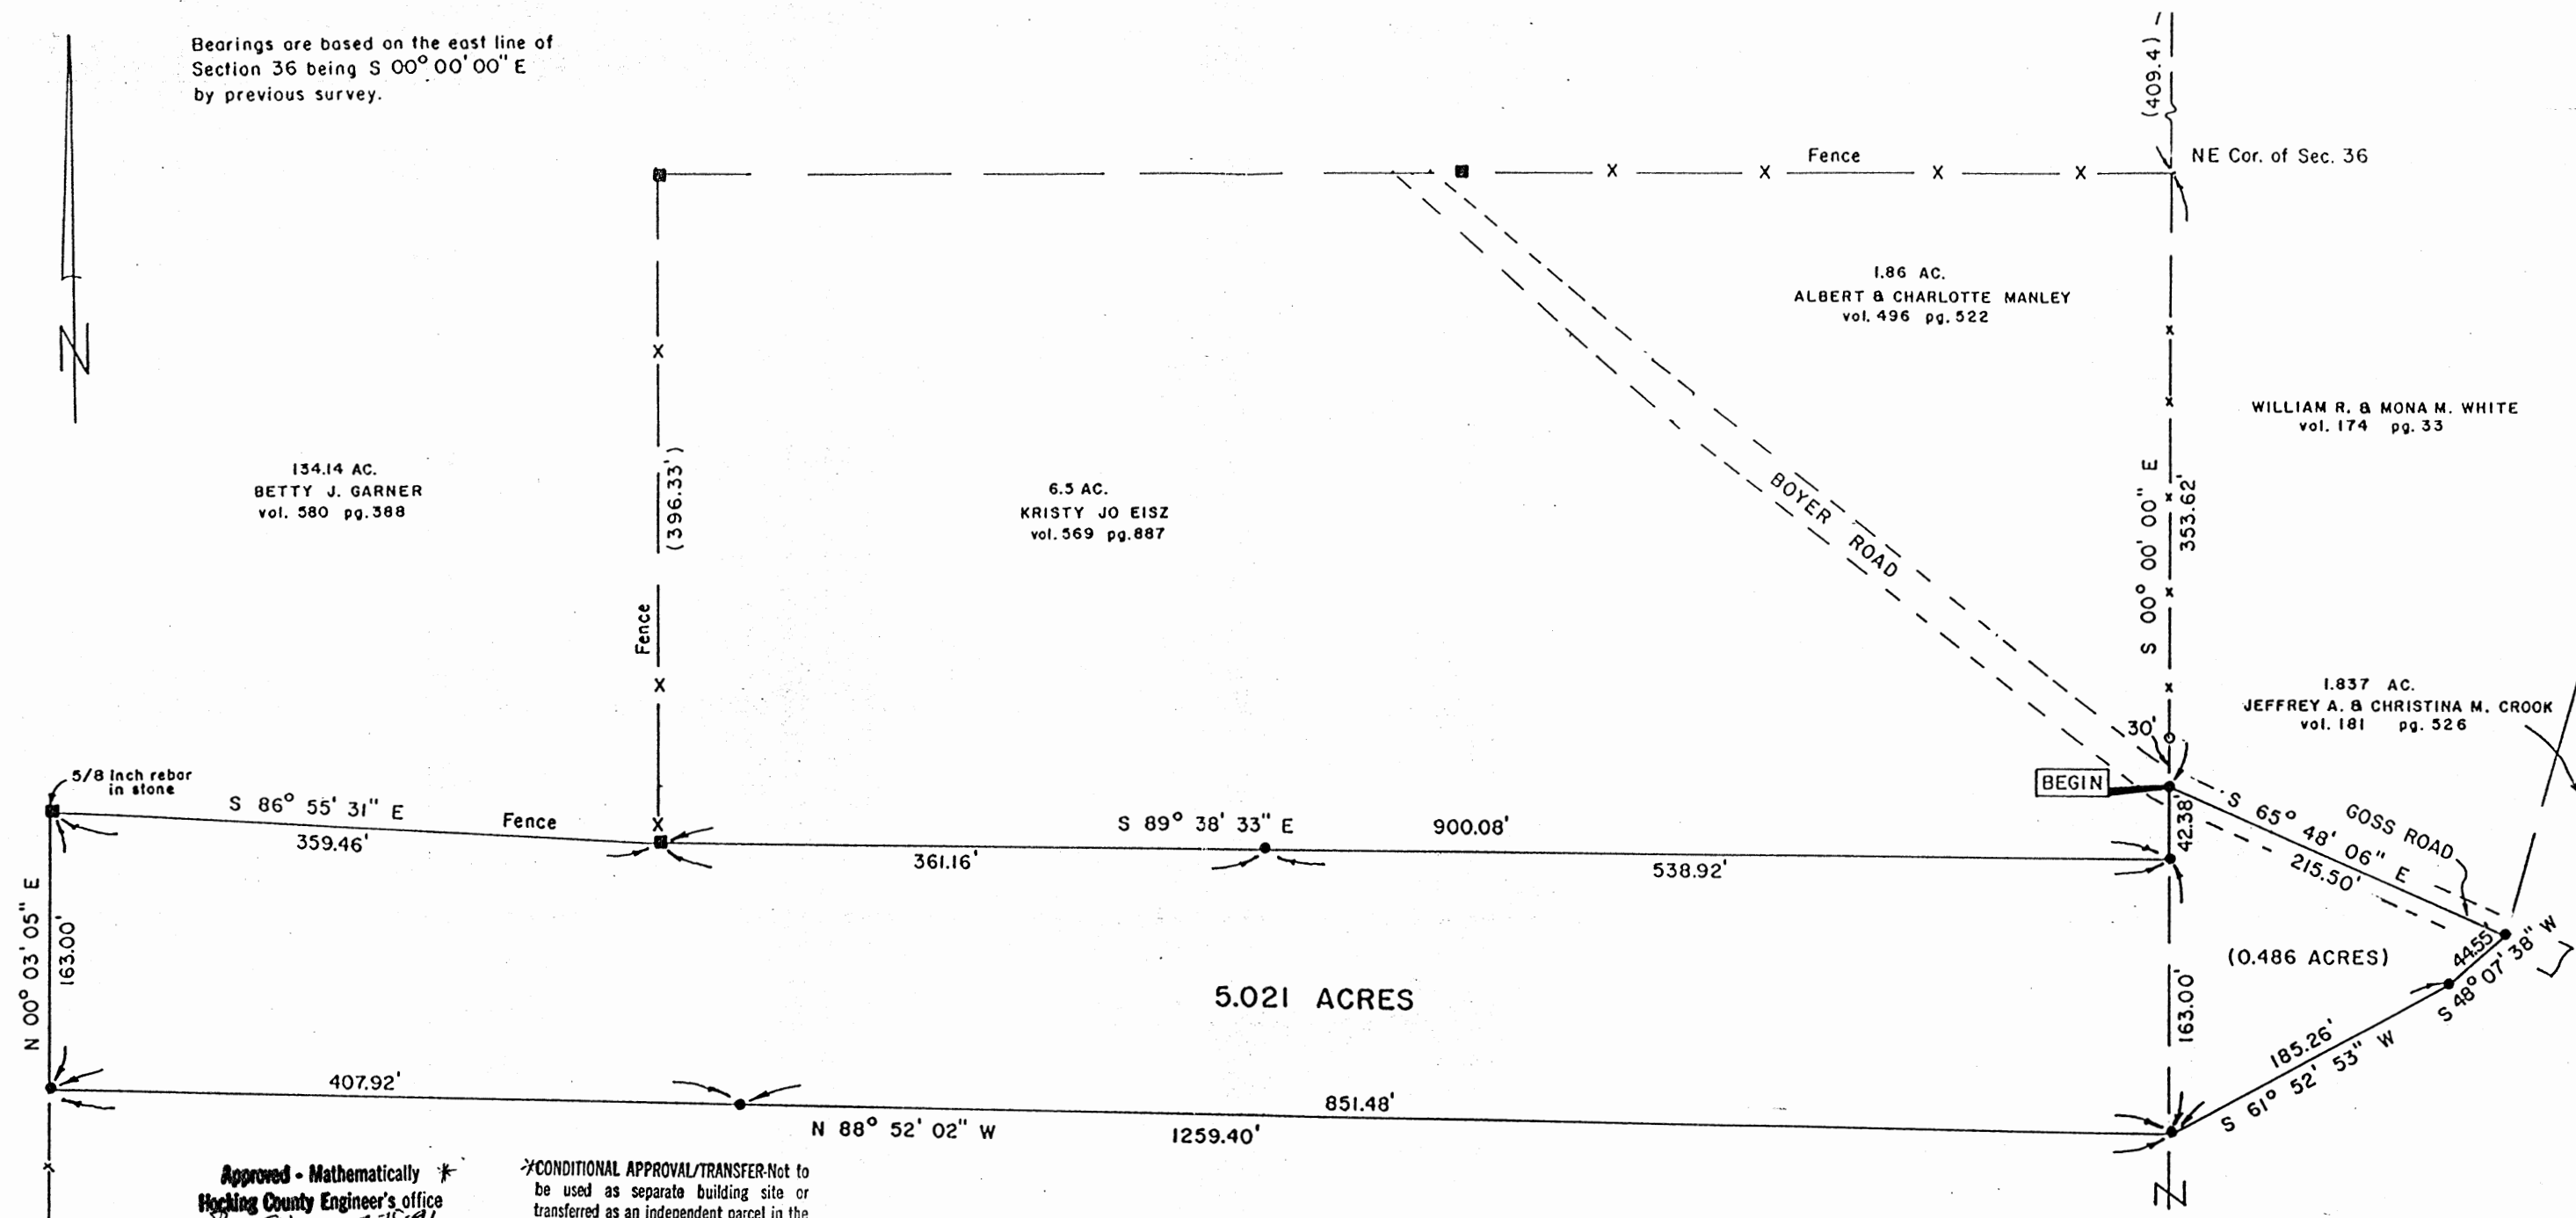 Bearings are based on the east line of
Section 36 being S 00° 00' 00" E
by previous survey.
N
(409.4)
NE Cor. of Sec. 36
Fence
1.86 AC.
ALBERT & CHARLOTTE MANLEY
vol. 496 pg. 522
WILLIAM R. & MONA M. WHITE
vol. 174 pg. 33
134.14 AC.
BETTY J. GARNER
vol. 580 pg. 388
(396.33')
Fence
6.5 AC.
KRISTY JO EISZ
vol. 569 pg. 887
BOYER ROAD
S 00° 00' 00" E
353.62'
1.837 AC.
JEFFREY A. & CHRISTINA M. CROOK
vol. 181 pg. 526
30'
BEGIN
5/8 Inch rebar
in stone
S 86° 55' 31" E
Fence
359.46'
S 89° 38' 33" E
900.08'
361.16'
538.92'
42.38'
S 65° 48' 06" E
GOSS ROAD
215.50'
N 00° 03' 05" E
163.00'
5.021 ACRES
(0.486 ACRES)
163.00'
44.55'
S 48° 07' 38" W
185.26'
S 61° 52' 53" W
407.92'
851.48'
N 88° 52' 02" W
1259.40'
Approved - Mathematically *
Hocking County Engineer's office
*CONDITIONAL APPROVAL/TRANSFER-Not to
be used as separate building site or
transferred as an independent parcel in the